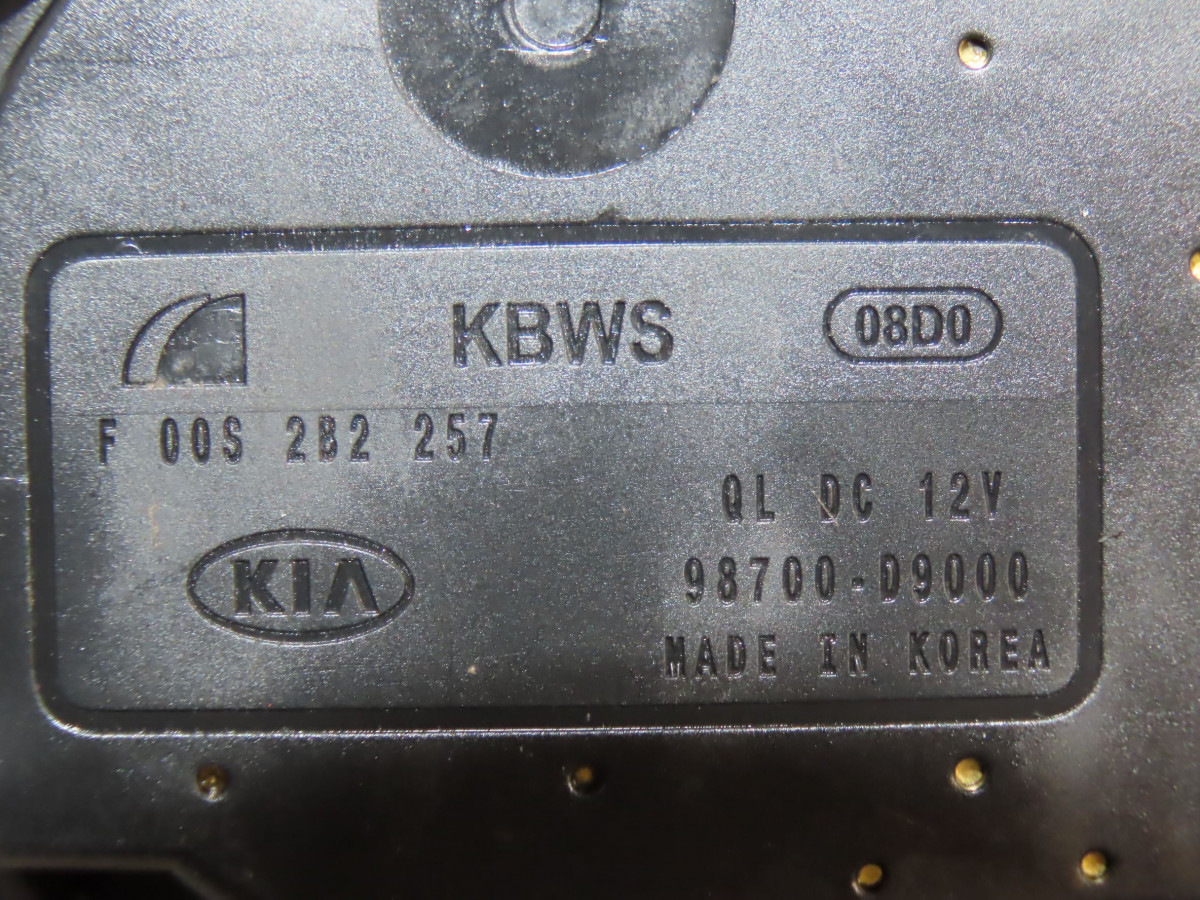 KBWS 08D0
F 00S 2B2 257
QL DC 12V
KIA 98700-D9000
MADE IN KOREA